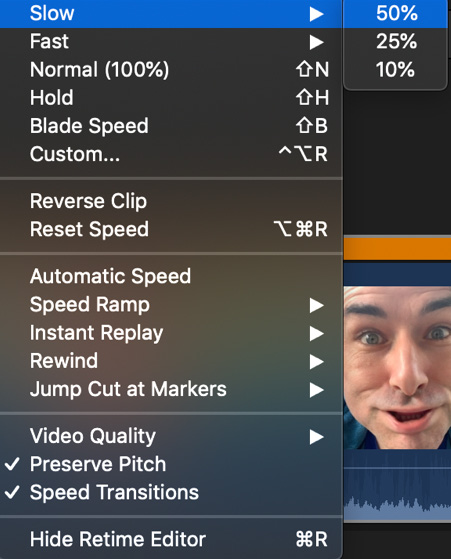 Slow ▶ 50%
Fast ▶ 25%
Normal (100%) ⇧N 10%
Hold ⇧H
Blade Speed ⇧B
Custom... ^⌥R
Reverse Clip
Reset Speed ⌥⌘R
Automatic Speed
Speed Ramp ▶
Instant Replay ▶
Rewind ▶
Jump Cut at Markers ▶
Video Quality ▶
✓ Preserve Pitch
✓ Speed Transitions
Hide Retime Editor ⌘R